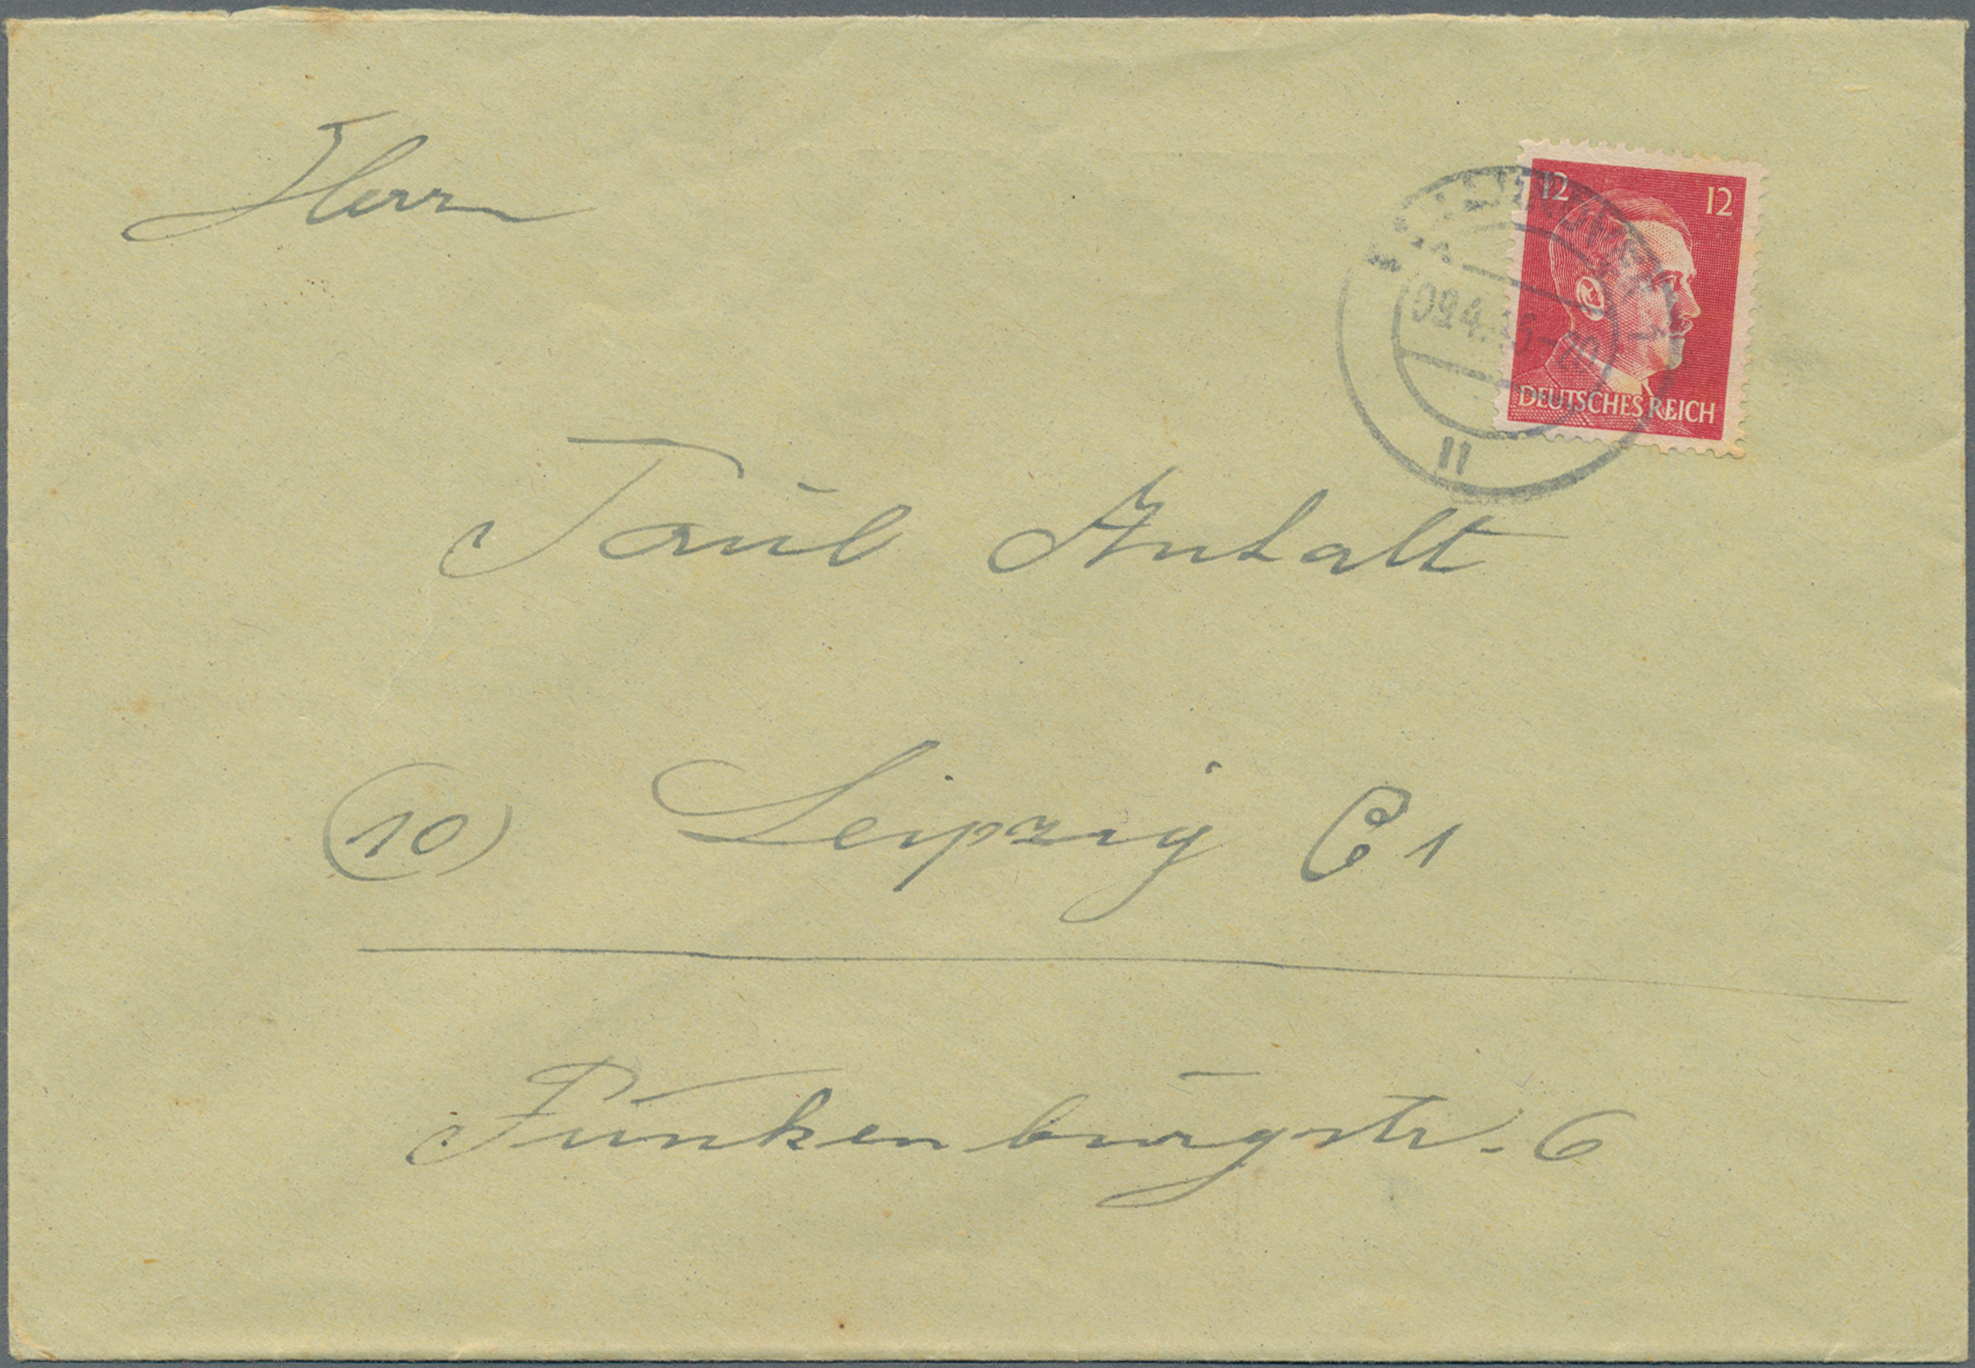 Herrn
12 12
DEUTSCHES REICH
Paul Anhalt
(10) Leipzig C1
Funkenburgstr. 6